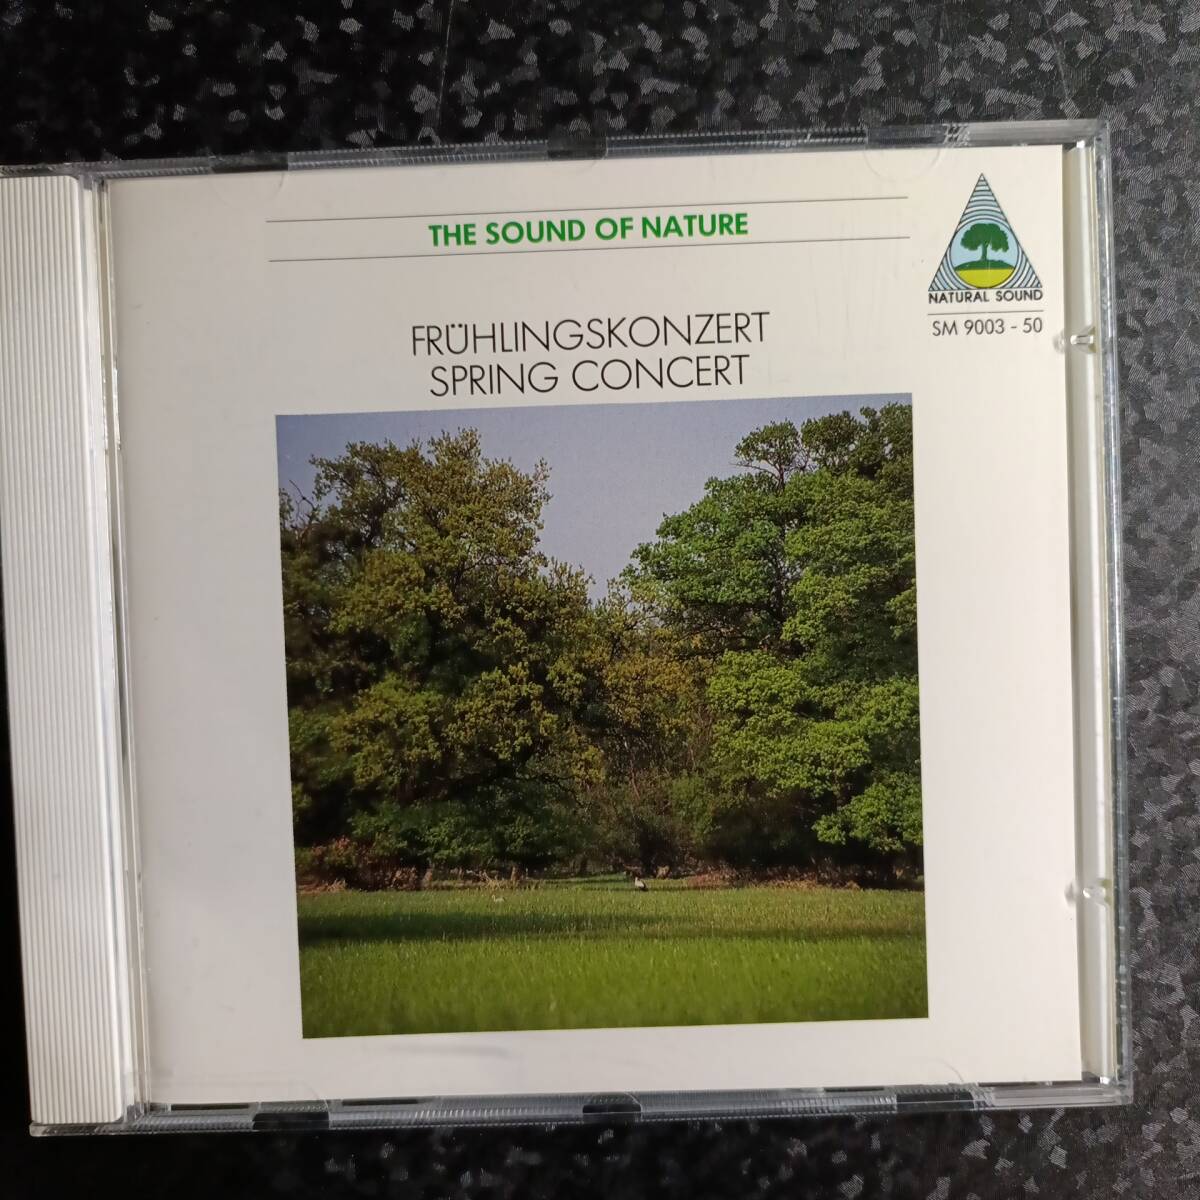 THE SOUND OF NATURE
NATURAL SOUND
SM 9003 - 50
FRÜHLINGSKONZERT
SPRING CONCERT